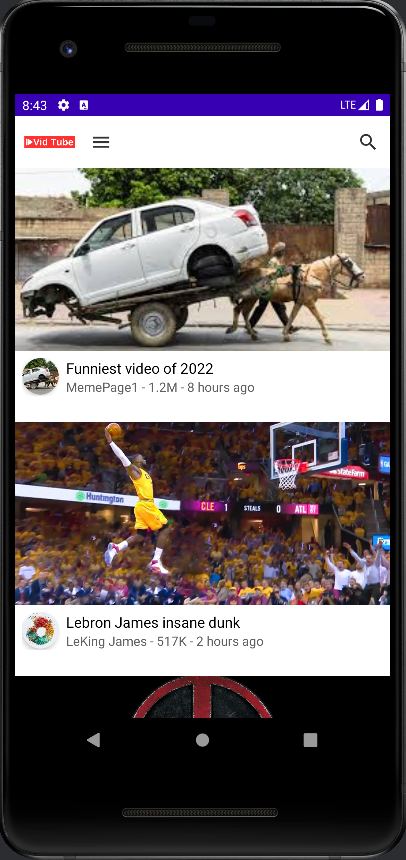 8:43
LTE
Vid Tube
Funniest video of 2022
MemePage1 - 1.2M - 8 hours ago
Huntington
CLE 1 STEALS 0 ATL
StateFarm
Lebron James insane dunk
LeKing James - 517K - 2 hours ago